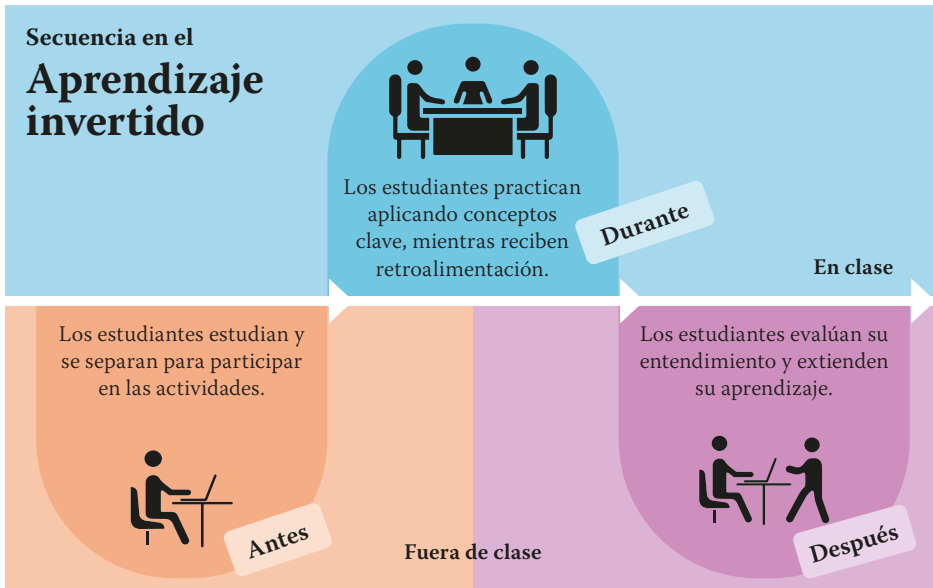 Secuencia en el
Aprendizaje
invertido
Los estudiantes practican
aplicando conceptos
clave, mientras reciben
retroalimentación.
Durante
En clase
Los estudiantes estudian y
se separan para participar
en las actividades.
Antes
Fuera de clase
Los estudiantes evalúan su
entendimiento y extienden
su aprendizaje.
Después